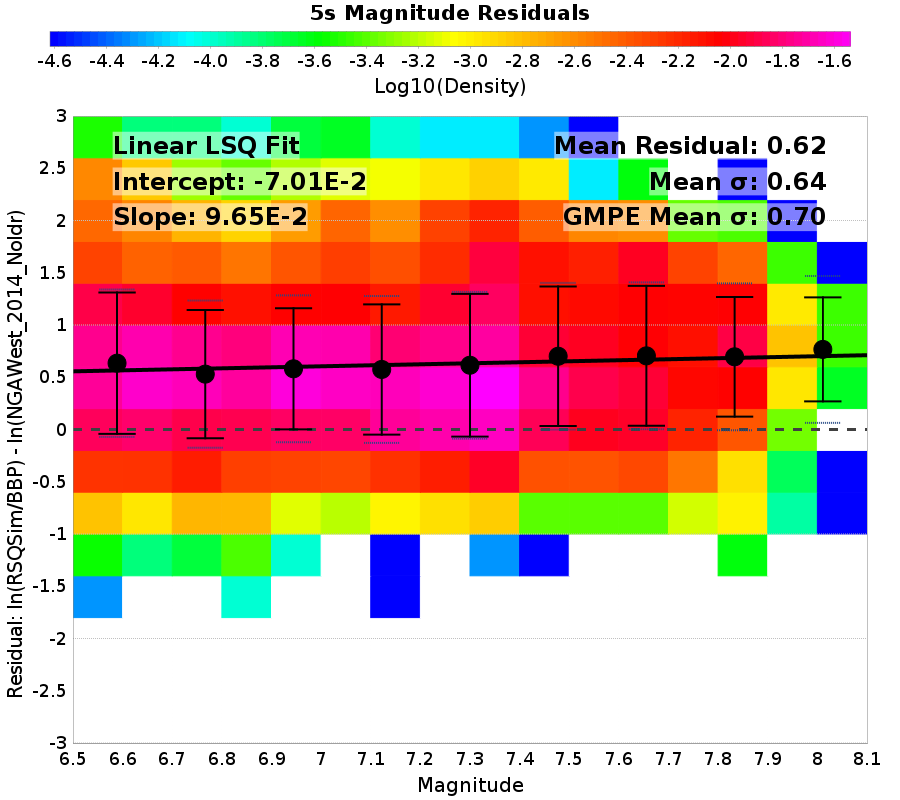 5s Magnitude Residuals
-4.6 -4.4 -4.2 -4.0 -3.8 -3.6 -3.4 -3.2 -3.0 -2.8 -2.6 -2.4 -2.2 -2.0 -1.8 -1.6
Log10(Density)
Linear LSQ Fit
Intercept: -7.01E-2
Slope: 9.65E-2
Mean Residual: 0.62
Mean σ: 0.64
GMPE Mean σ: 0.70
Residual: ln(RSQSim/BBP) - ln(NGAWest_2014_NoIdr)
3
2.5
2
1.5
1
0.5
0
-0.5
-1
-1.5
-2
-2.5
-3
6.5 6.6 6.7 6.8 6.9 7 7.1 7.2 7.3 7.4 7.5 7.6 7.7 7.8 7.9 8 8.1
Magnitude